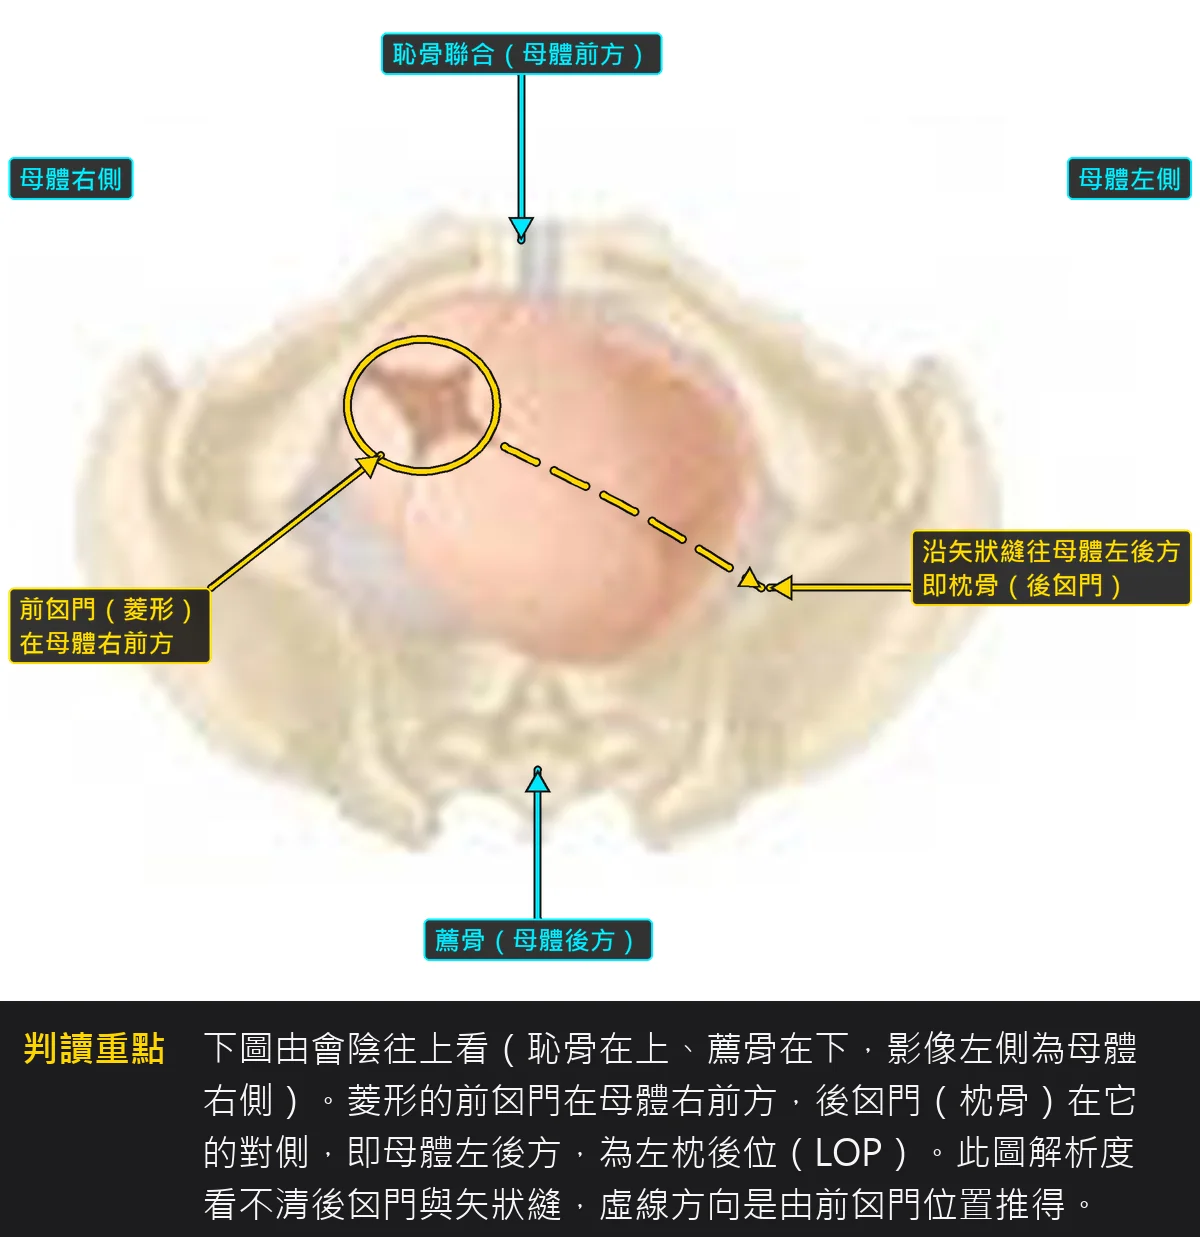 恥骨聯合（母體前方）
母體右側
母體左側
沿矢狀縫往母體左後方
即枕骨（後囟門）
前囟門（菱形）
在母體右前方
薦骨（母體後方）
判讀重點
下圖由會陰往上看（恥骨在上、薦骨在下，影像左側為母體
右側）。菱形的前囟門在母體右前方，後囟門（枕骨）在它
的對側，即母體左後方，為左枕後位（LOP）。此圖解析度
看不清後囟門與矢狀縫，虛線方向是由前囟門位置推得。